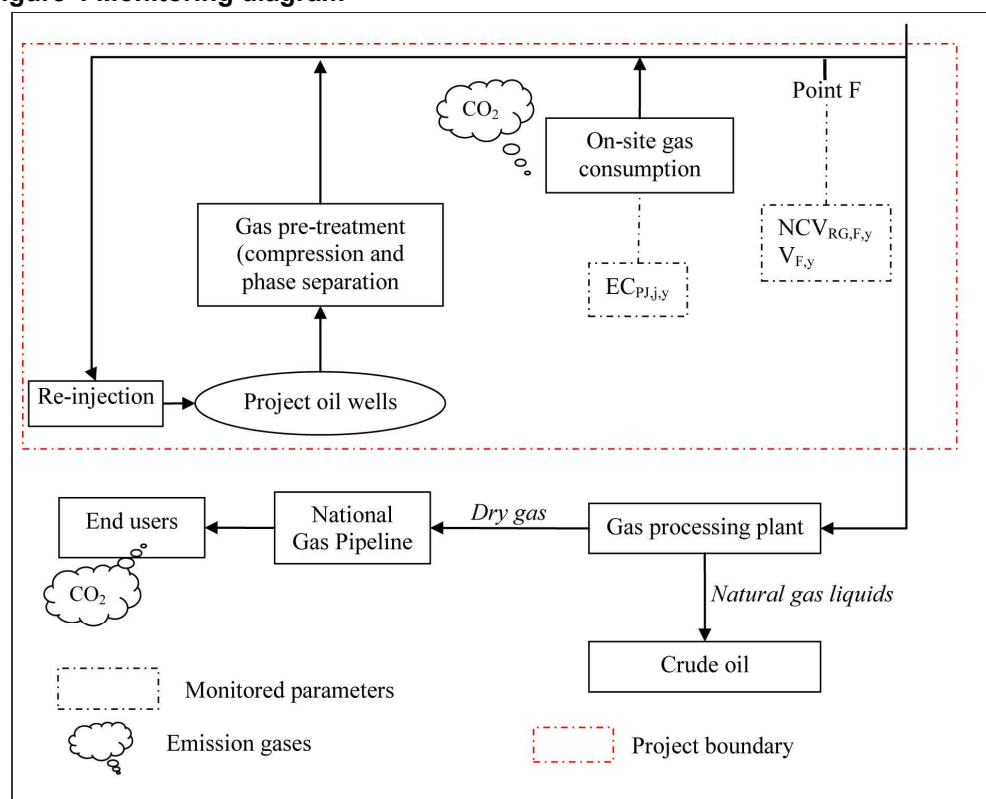 Figure 4 Monitoring diagram
Point F
CO2
On-site gas
consumption
NCVRG,F,y
VF,y
Gas pre-treatment
(compression and
phase separation
ECPJ,j,y
Re-injection
Project oil wells
End users
National
Gas Pipeline
Dry gas
Gas processing plant
CO2
Natural gas liquids
Crude oil
Monitored parameters
Emission gases
Project boundary